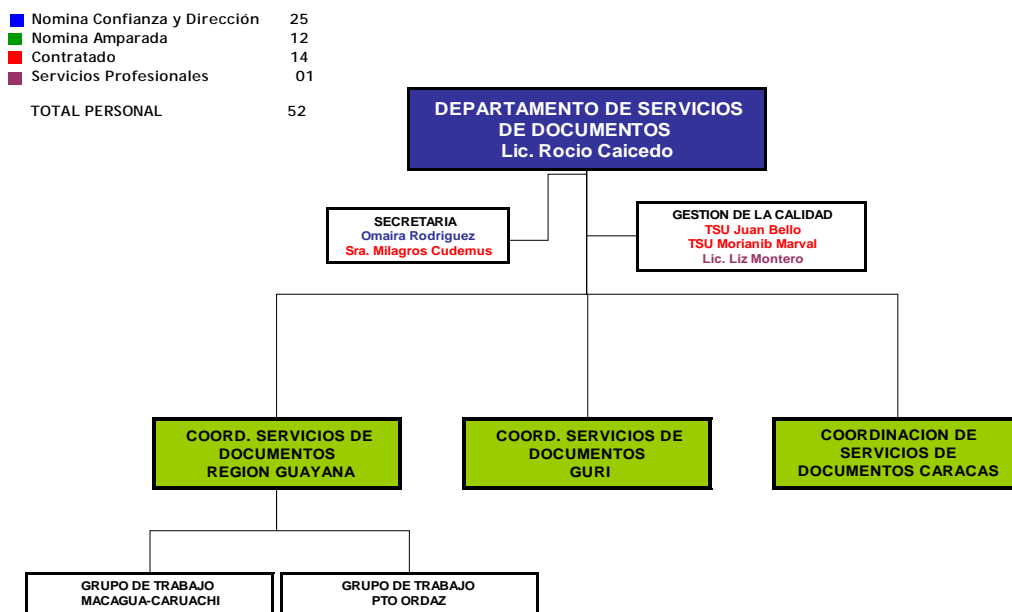 Nomina Confianza y Dirección 25
Nomina Amparada 12
Contratado 14
Servicios Profesionales 01
TOTAL PERSONAL 52
DEPARTAMENTO DE SERVICIOS
DE DOCUMENTOS
Lic. Rocio Caicedo
SECRETARIA
Omaira Rodriguez
Sra. Milagros Cudemus
GESTION DE LA CALIDAD
TSU Juan Bello
TSU Morianib Marval
Lic. Liz Montero
COORD. SERVICIOS DE
DOCUMENTOS
REGION GUAYANA
COORD. SERVICIOS DE
DOCUMENTOS
GURI
COORDINACION DE
SERVICIOS DE
DOCUMENTOS CARACAS
GRUPO DE TRABAJO
MACAGUA-CARUACHI
GRUPO DE TRABAJO
PTO ORDAZ